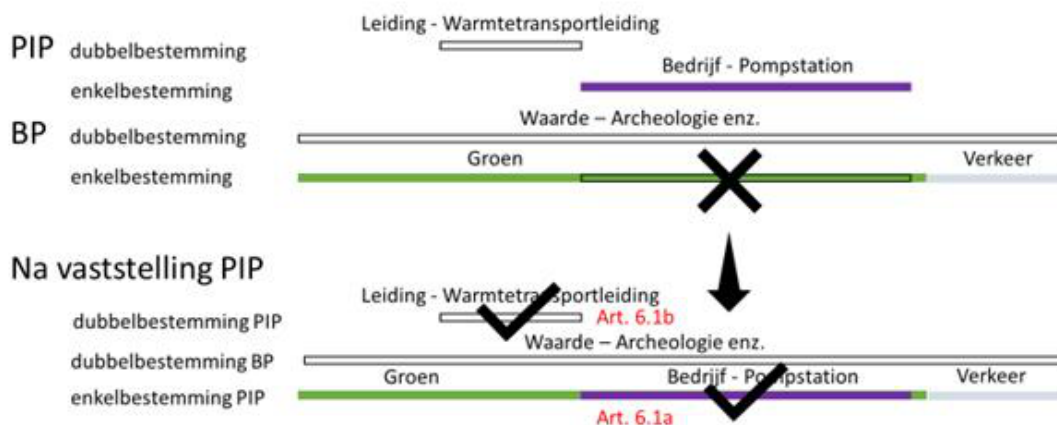 Leiding - Warmtetransportleiding
PIP dubbelbestemming
Bedrijf - Pompstation
enkelbestemming
Waarde – Archeologie enz.
BP dubbelbestemming
Groen Verkeer
enkelbestemming
Na vaststelling PIP
Leiding - Warmtetransportleiding
dubbelbestemming PIP Art. 6.1b
Waarde – Archeologie enz.
dubbelbestemming BP
Groen Bedrijf - Pompstation Verkeer
enkelbestemming PIP
Art. 6.1a